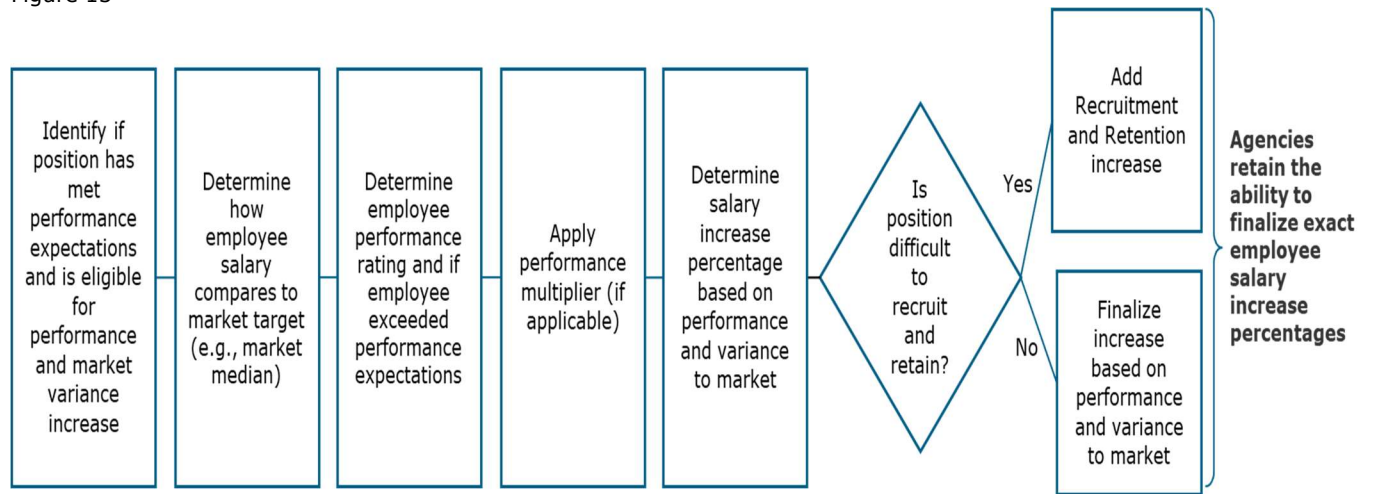 Identify if
position has
met
performance
expectations
and is eligible
for
performance
and market
variance
increase
Determine
how
employee
salary
compares to
market target
(e.g., market
median)
Determine
employee
performance
rating and if
employee
exceeded
performance
expectations
Apply
performance
multiplier (if
applicable)
Determine
salary
increase
percentage
based on
performance
and variance
to market
Is
position
difficult
to
recruit
and
retain?
Yes
Add
Recruitment
and Retention
increase
No
Finalize
increase
based on
performance
and variance
to market
Agencies
retain the
ability to
finalize exact
employee
salary
increase
percentages